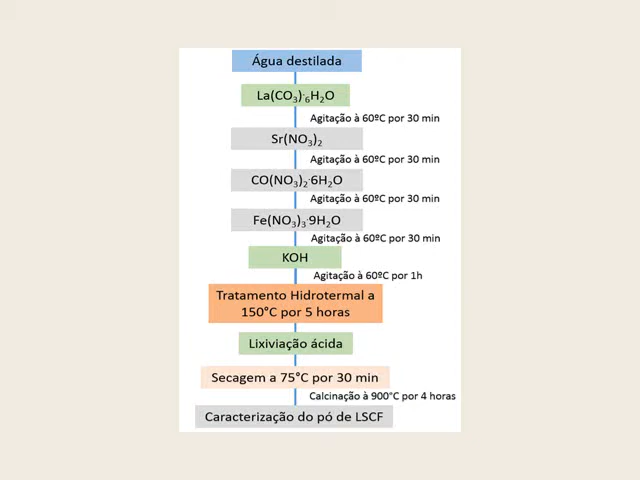 Água destilada
La(CO₃)·₆H₂O
Agitação à 60ºC por 30 min
Sr(NO₃)₂
Agitação à 60ºC por 30 min
CO(NO₃)₂·6H₂O
Agitação à 60ºC por 30 min
Fe(NO₃)₃·9H₂O
Agitação à 60ºC por 30 min
KOH
Agitação à 60ºC por 1h
Tratamento Hidrotermal a
150°C por 5 horas
Lixiviação ácida
Secagem a 75°C por 30 min
Calcinação à 900°C por 4 horas
Caracterização do pó de LSCF